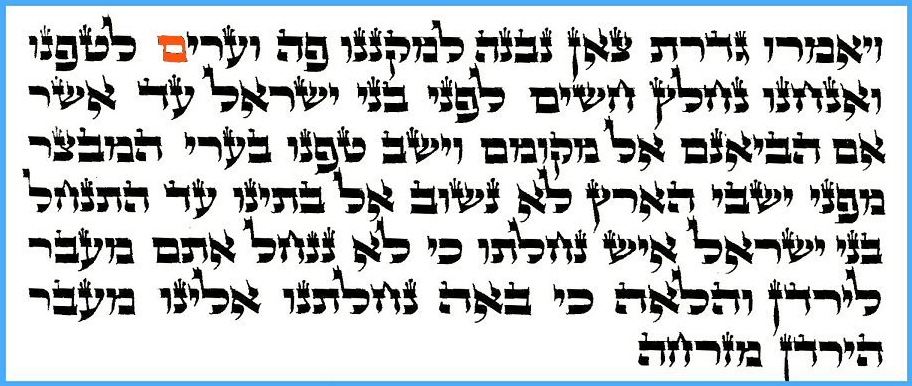 ויאמרו גדרת צאן נבנה למקננו פה וערים לטפנו
ואנחנו נחלץ חשים לפני בני ישראל עד אשר
אם הביאנם אל מקומם וישב טפנו בערי המבצר
מפני ישבי הארץ לא נשוב אל בתינו עד התנחל
בני ישראל איש נחלתו כי לא ננחל אתם מעבר
לירדן והלאה כי באה נחלתנו אלינו מעבר
הירדן מזרחה